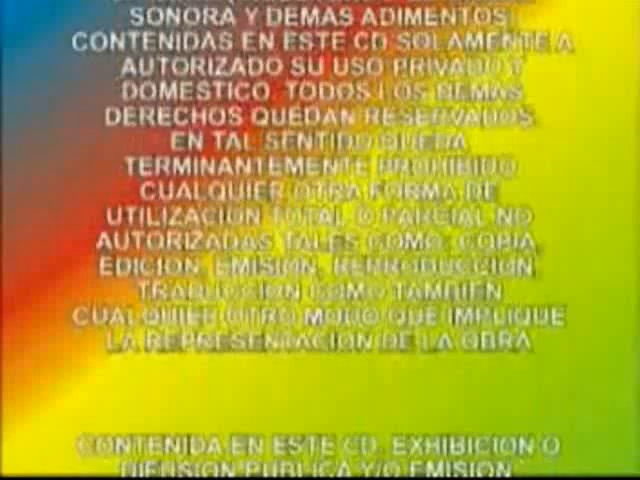 SONORA Y DEMAS ADIMENTOS
CONTENIDAS EN ESTE CD SOLAMENTE A
AUTORIZADO SU USO PRIVADO Y
DOMESTICO. TODOS LOS DEMAS
DERECHOS QUEDAN RESERVADOS.
EN TAL SENTIDO QUEDA
TERMINANTEMENTE PROHIBIDO
CUALQUIER OTRA FORMA DE
UTILIZACION TOTAL O PARCIAL NO
AUTORIZADAS TALES COMO: COPIA,
EDICION, EMISION, REPRODUCCION,
TRADUCCION COMO TAMBIEN
CUALQUIER OTRO MODO QUE IMPLIQUE
LA REPRESENTACION DE LA OBRA
CONTENIDA EN ESTE CD. EXHIBICION O
DIFUSION PUBLICA Y/O EMISION